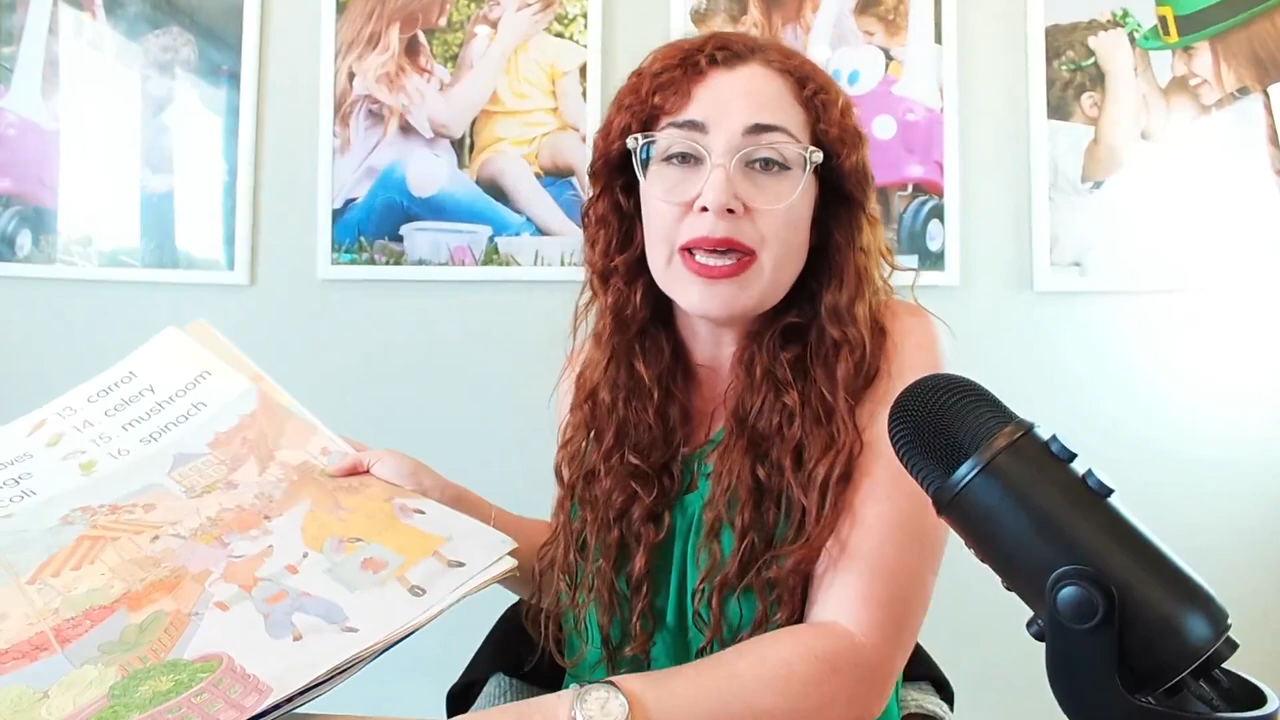 13. carrot
14. celery
15. mushroom
16. spinach